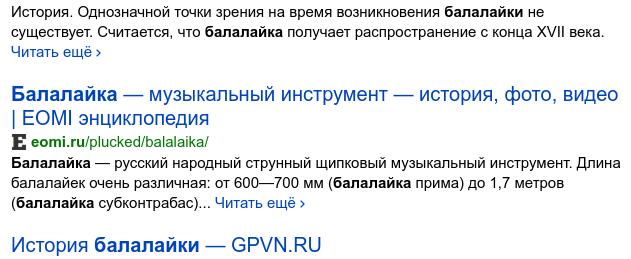 История. Однозначной точки зрения на время возникновения балалайки не
существует. Считается, что балалайка получает распространение с конца XVII века.
Читать ещё ›
Балалайка — музыкальный инструмент — история, фото, видео
| EOMI энциклопедия
E eomi.ru/plucked/balalaika/
Балалайка — русский народный струнный щипковый музыкальный инструмент. Длина
балалаек очень различная: от 600—700 мм (балалайка прима) до 1,7 метров
(балалайка субконтрабас)... Читать ещё ›
История балалайки — GPVN.RU